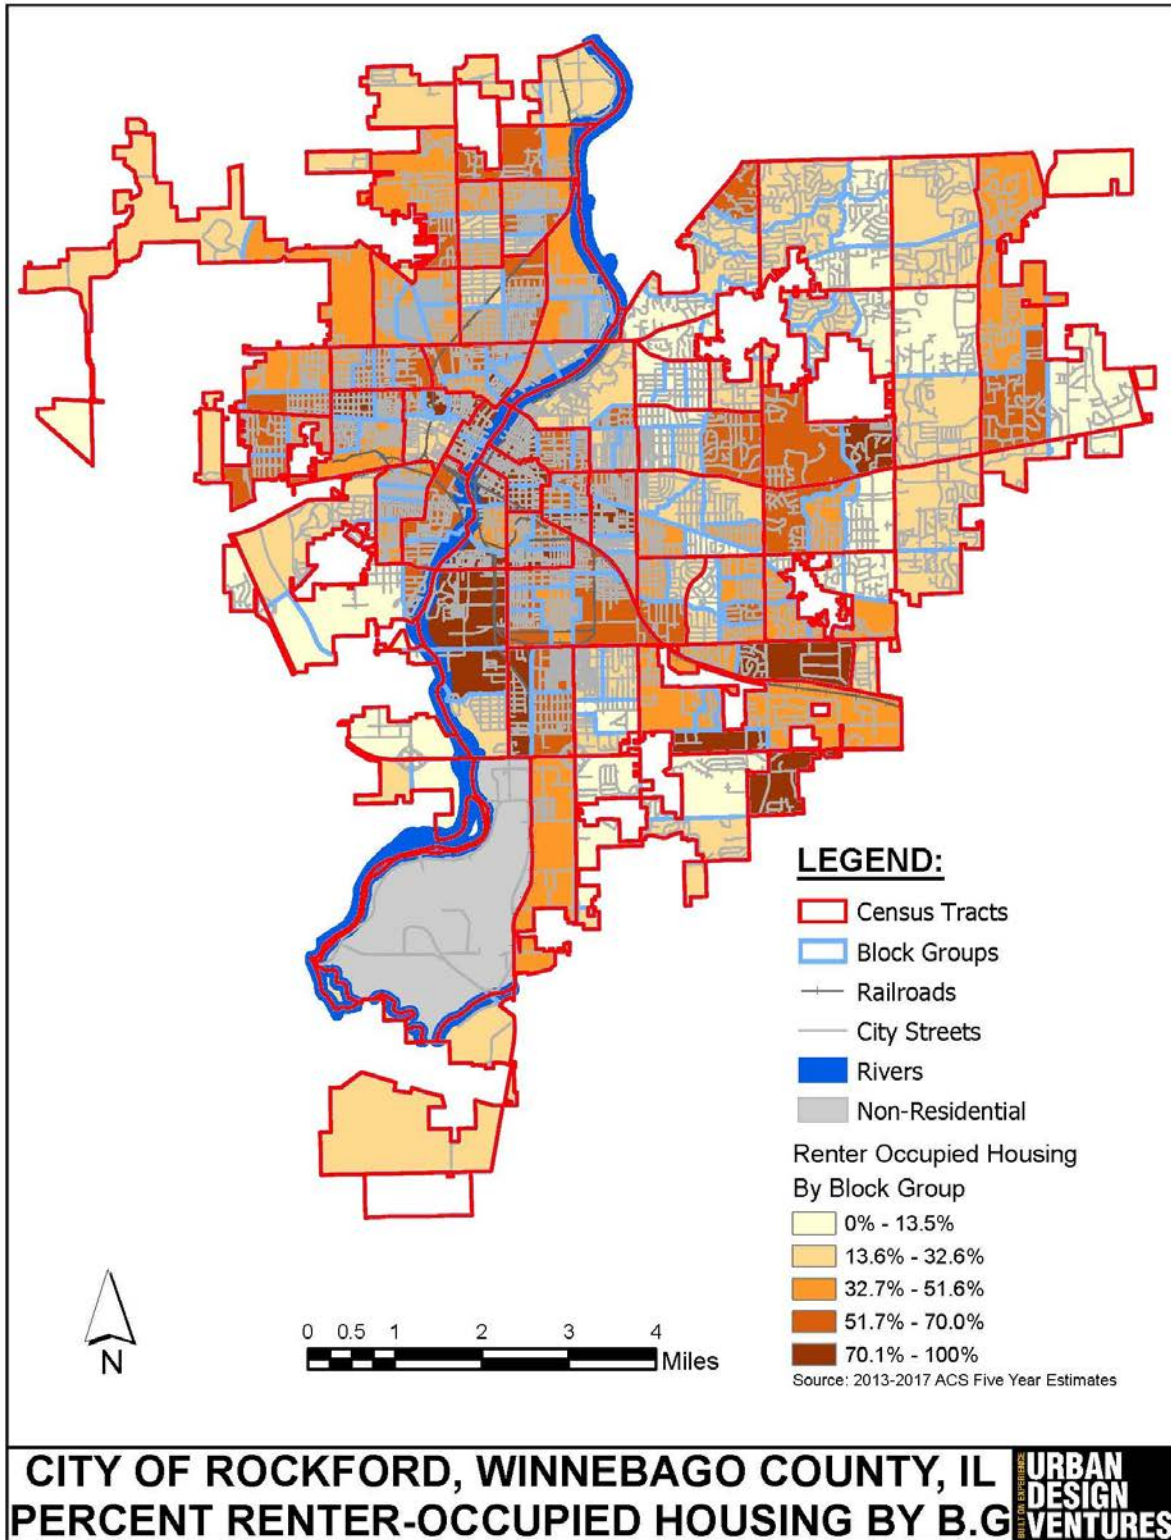 LEGEND:
Census Tracts
Block Groups
Railroads
City Streets
Rivers
Non-Residential
Renter Occupied Housing
By Block Group
0% - 13.5%
13.6% - 32.6%
32.7% - 51.6%
51.7% - 70.0%
70.1% - 100%
Source: 2013-2017 ACS Five Year Estimates
N
0 0.5 1 2 3 4
Miles
CITY OF ROCKFORD, WINNEBAGO COUNTY, IL
PERCENT RENTER-OCCUPIED HOUSING BY B.G
BUILT ON EXPERIENCE
URBAN
DESIGN
VENTURES